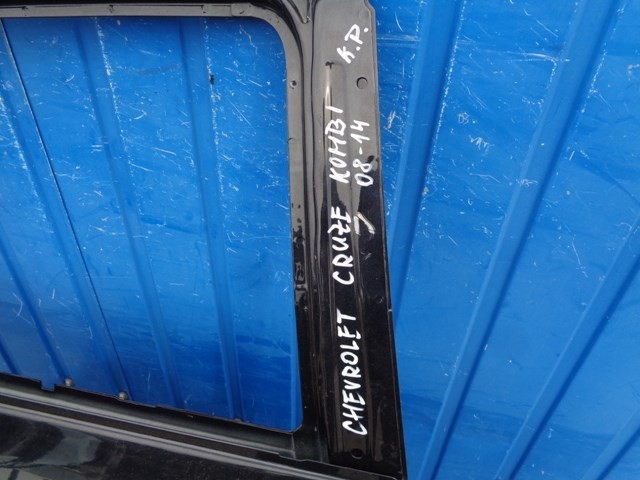 CHEVROLET CRUZE KOMBI K.P.
08-14